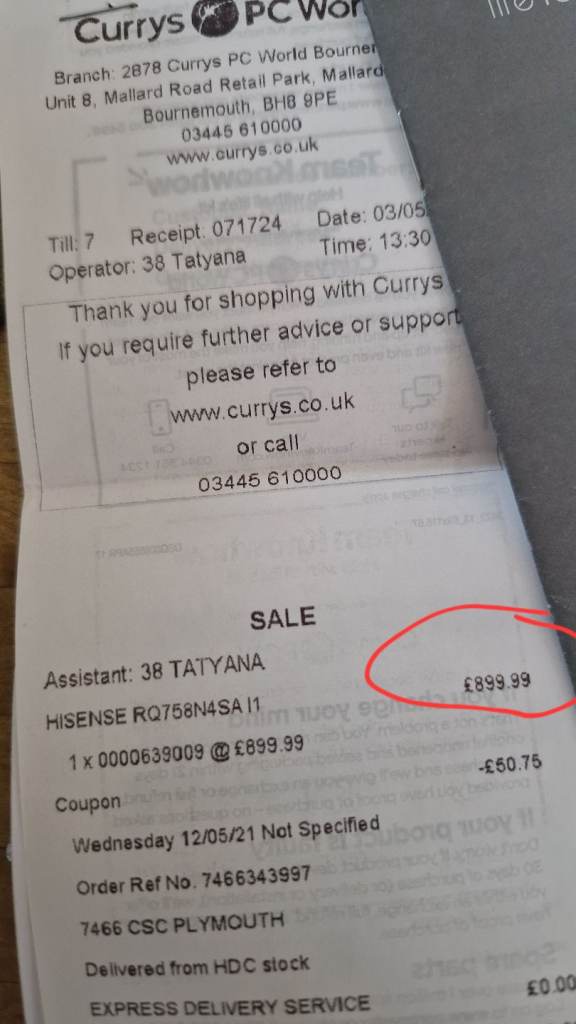 Currys PC Wor
Branch: 2878 Currys PC World Bourner
Unit 8, Mallard Road Retail Park, Mallard
Bournemouth, BH8 9PE
03445 610000
www.currys.co.uk
Till: 7 Receipt: 071724 Date: 03/05
Operator: 38 Tatyana Time: 13:30
Thank you for shopping with Currys
If you require further advice or support
please refer to
www.currys.co.uk
or call
03445 610000
SALE
Assistant: 38 TATYANA
HISENSE RQ758N4SA I1 £899.99
1 x 0000639009 @ £899.99
Coupon -£50.75
Wednesday 12/05/21 Not Specified
Order Ref No. 7466343997
7466 CSC PLYMOUTH
Delivered from HDC stock
EXPRESS DELIVERY SERVICE £0.00